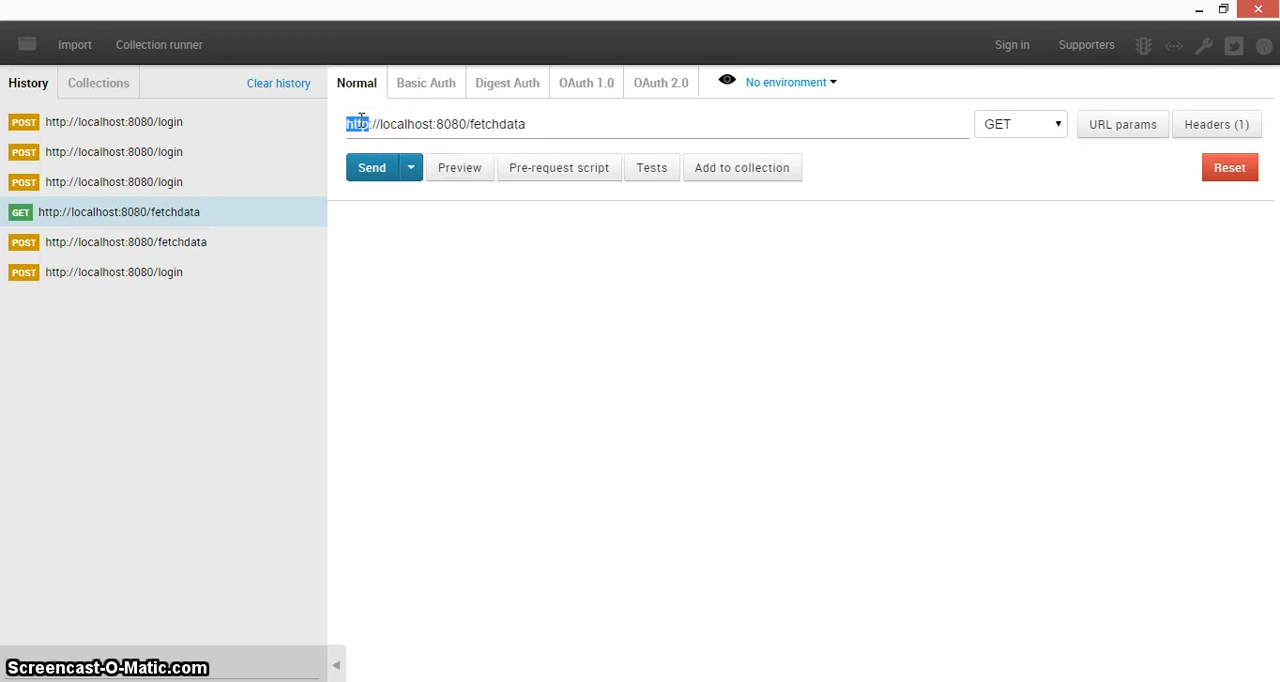 Import Collection runner Sign in Supporters
History Collections Clear history Normal Basic Auth Digest Auth OAuth 1.0 OAuth 2.0 No environment
POST http://localhost:8080/login
POST http://localhost:8080/login
POST http://localhost:8080/login
GET http://localhost:8080/fetchdata
POST http://localhost:8080/fetchdata
POST http://localhost:8080/login
http://localhost:8080/fetchdata GET URL params Headers (1)
Send Preview Pre-request script Tests Add to collection Reset
Screencast-O-Matic.com